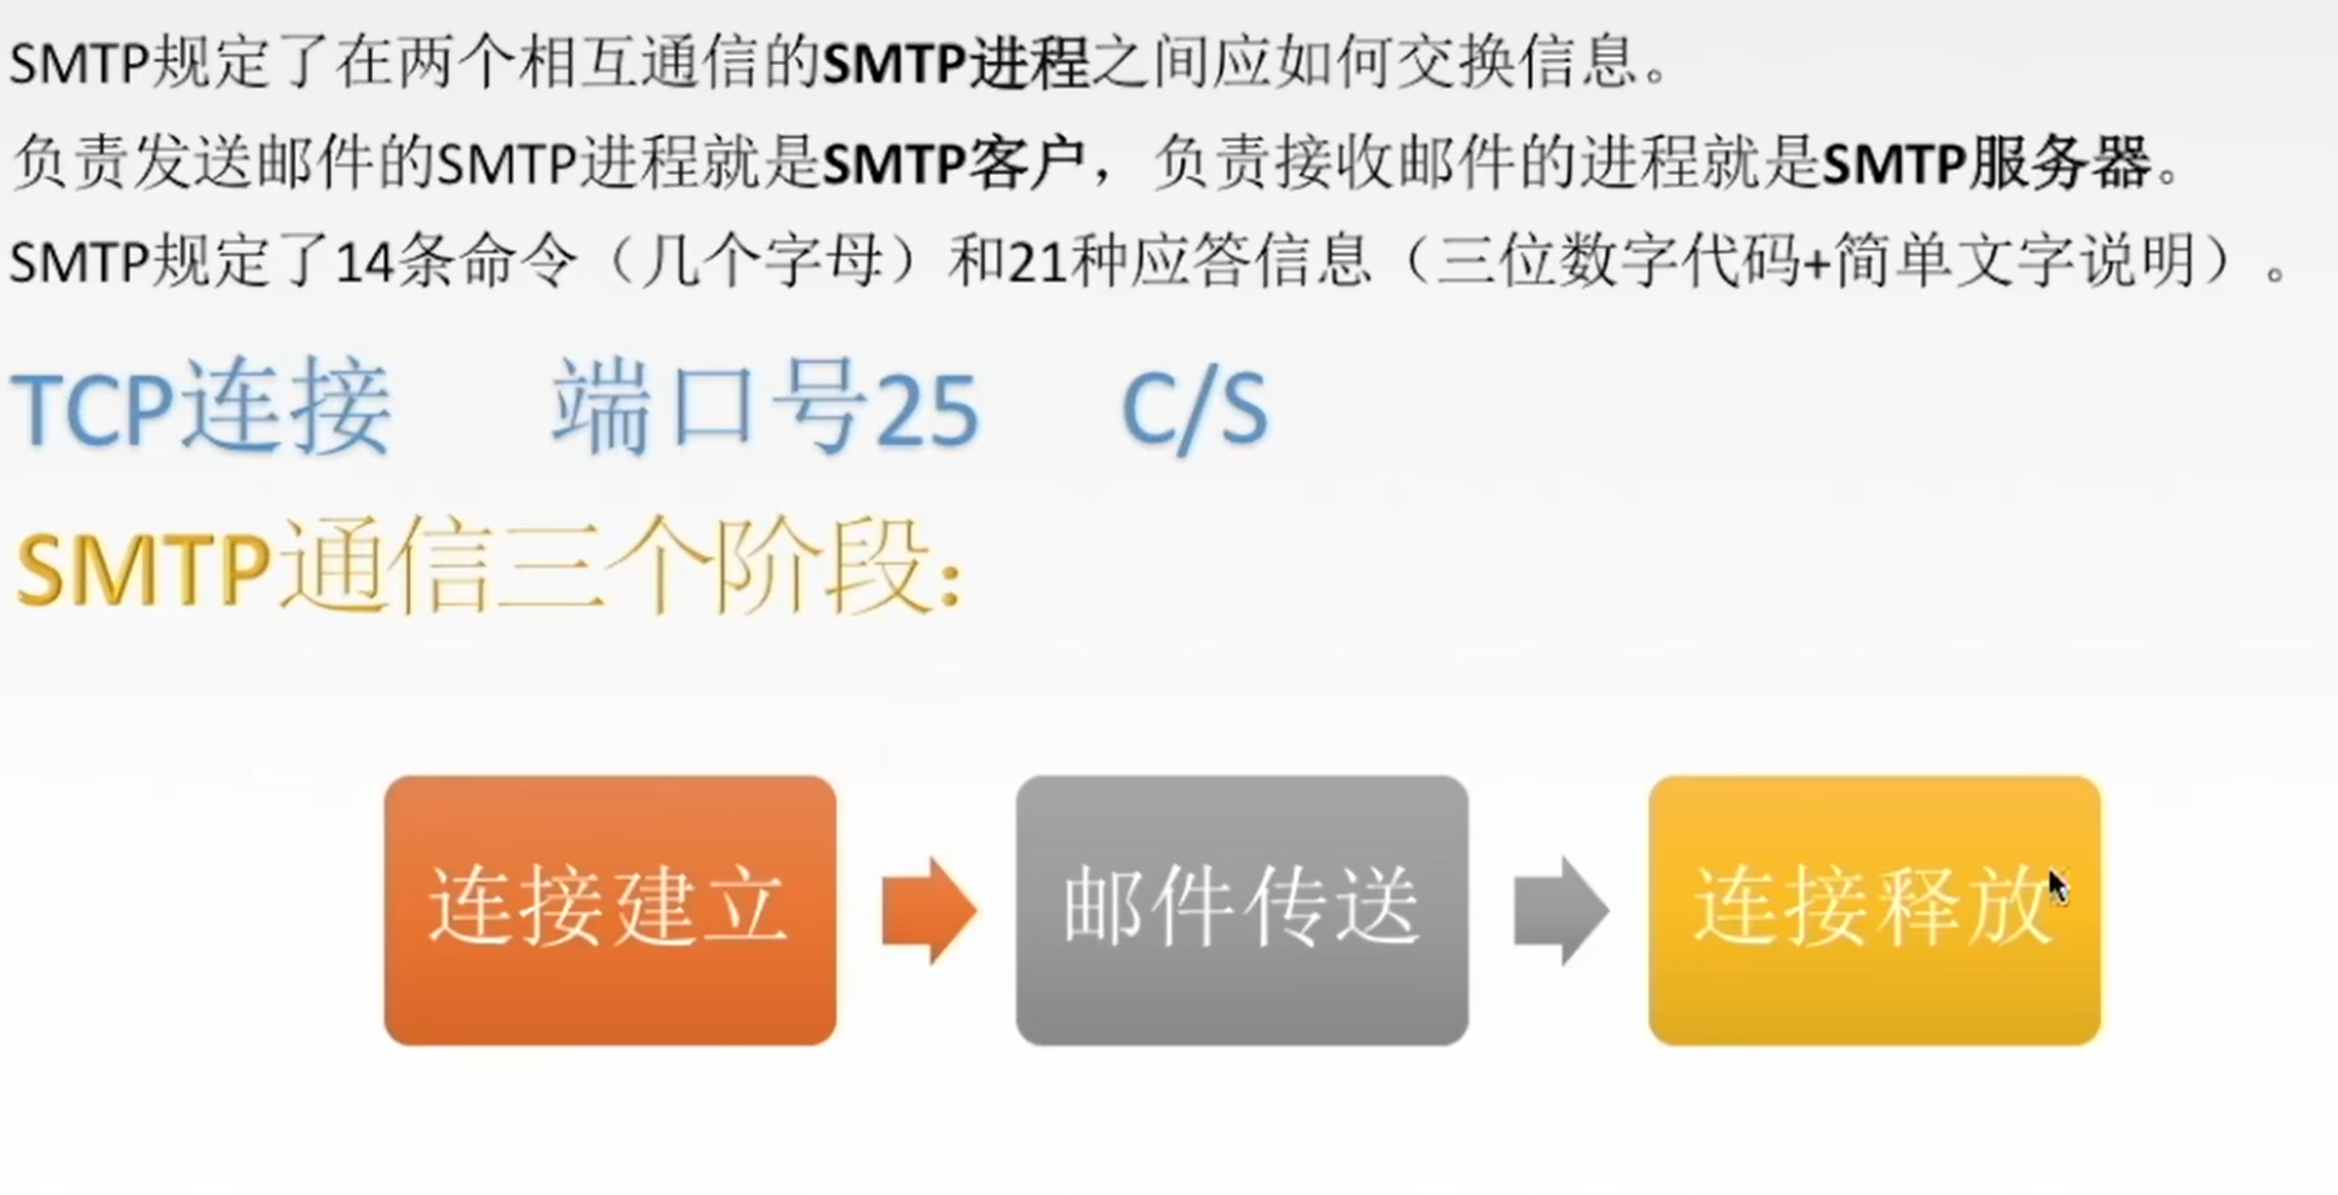 SMTP规定了在两个相互通信的SMTP进程之间应如何交换信息。
负责发送邮件的SMTP进程就是SMTP客户，负责接收邮件的进程就是SMTP服务器。
SMTP规定了14条命令（几个字母）和21种应答信息（三位数字代码+简单文字说明）。
TCP连接 端口号25 C/S
SMTP通信三个阶段：
连接建立 邮件传送 连接释放